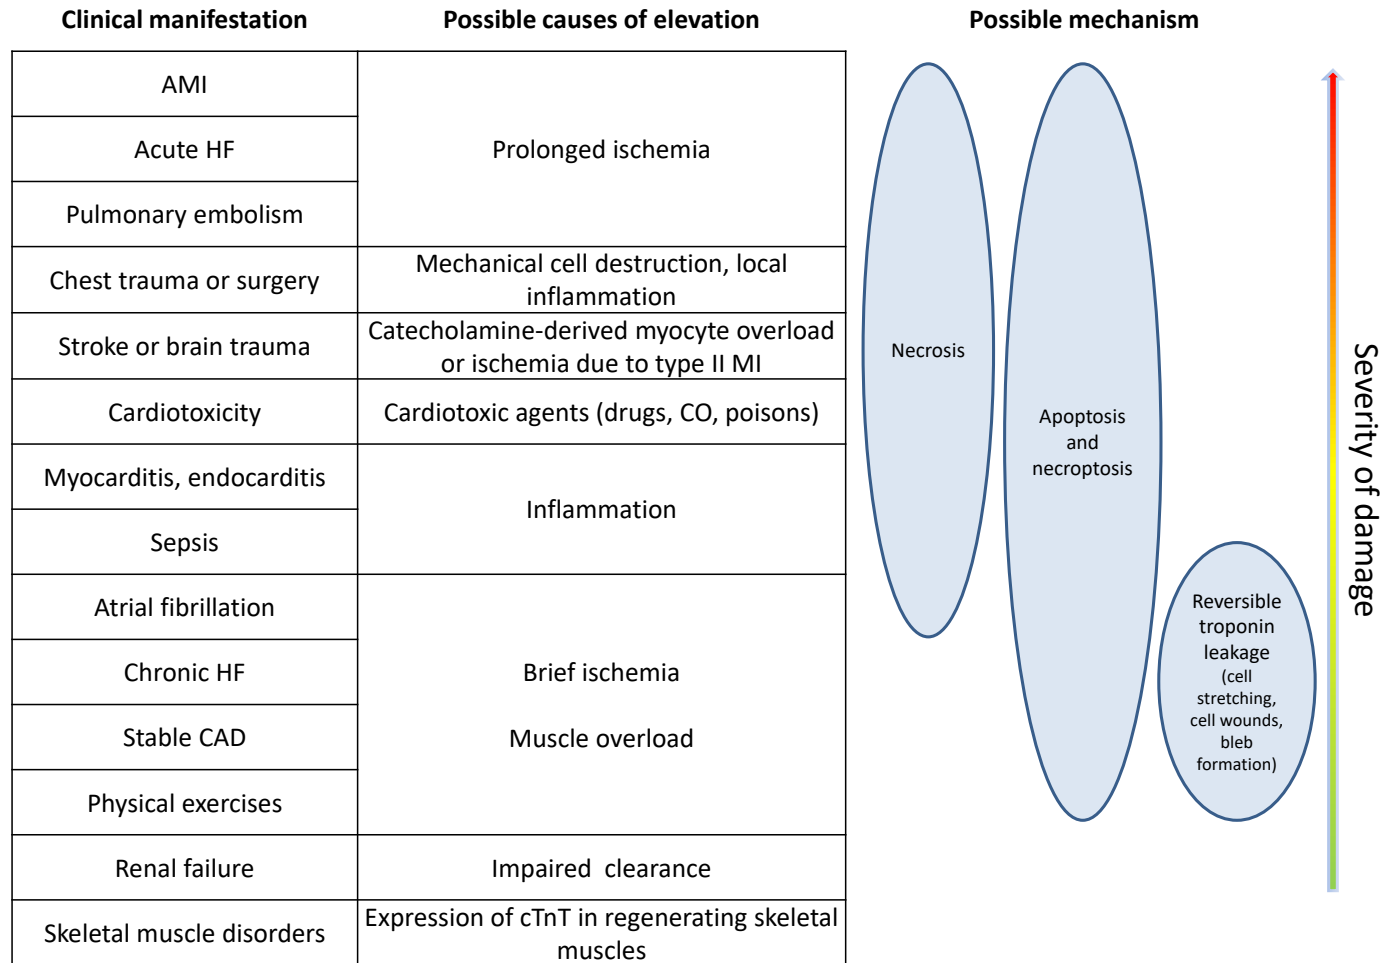 Clinical manifestation
Possible causes of elevation
Possible mechanism
AMI
Acute HF
Prolonged ischemia
Pulmonary embolism
Chest trauma or surgery
Mechanical cell destruction, local
inflammation
Stroke or brain trauma
Catecholamine-derived myocyte overload
or ischemia due to type II MI
Cardiotoxicity
Cardiotoxic agents (drugs, CO, poisons)
Myocarditis, endocarditis
Inflammation
Sepsis
Atrial fibrillation
Chronic HF
Brief ischemia
Stable CAD
Muscle overload
Physical exercises
Renal failure
Impaired clearance
Skeletal muscle disorders
Expression of cTnT in regenerating skeletal
muscles
Necrosis
Apoptosis
and
necroptosis
Reversible
troponin
leakage
(cell
stretching,
cell wounds,
bleb
formation)
Severity of damage